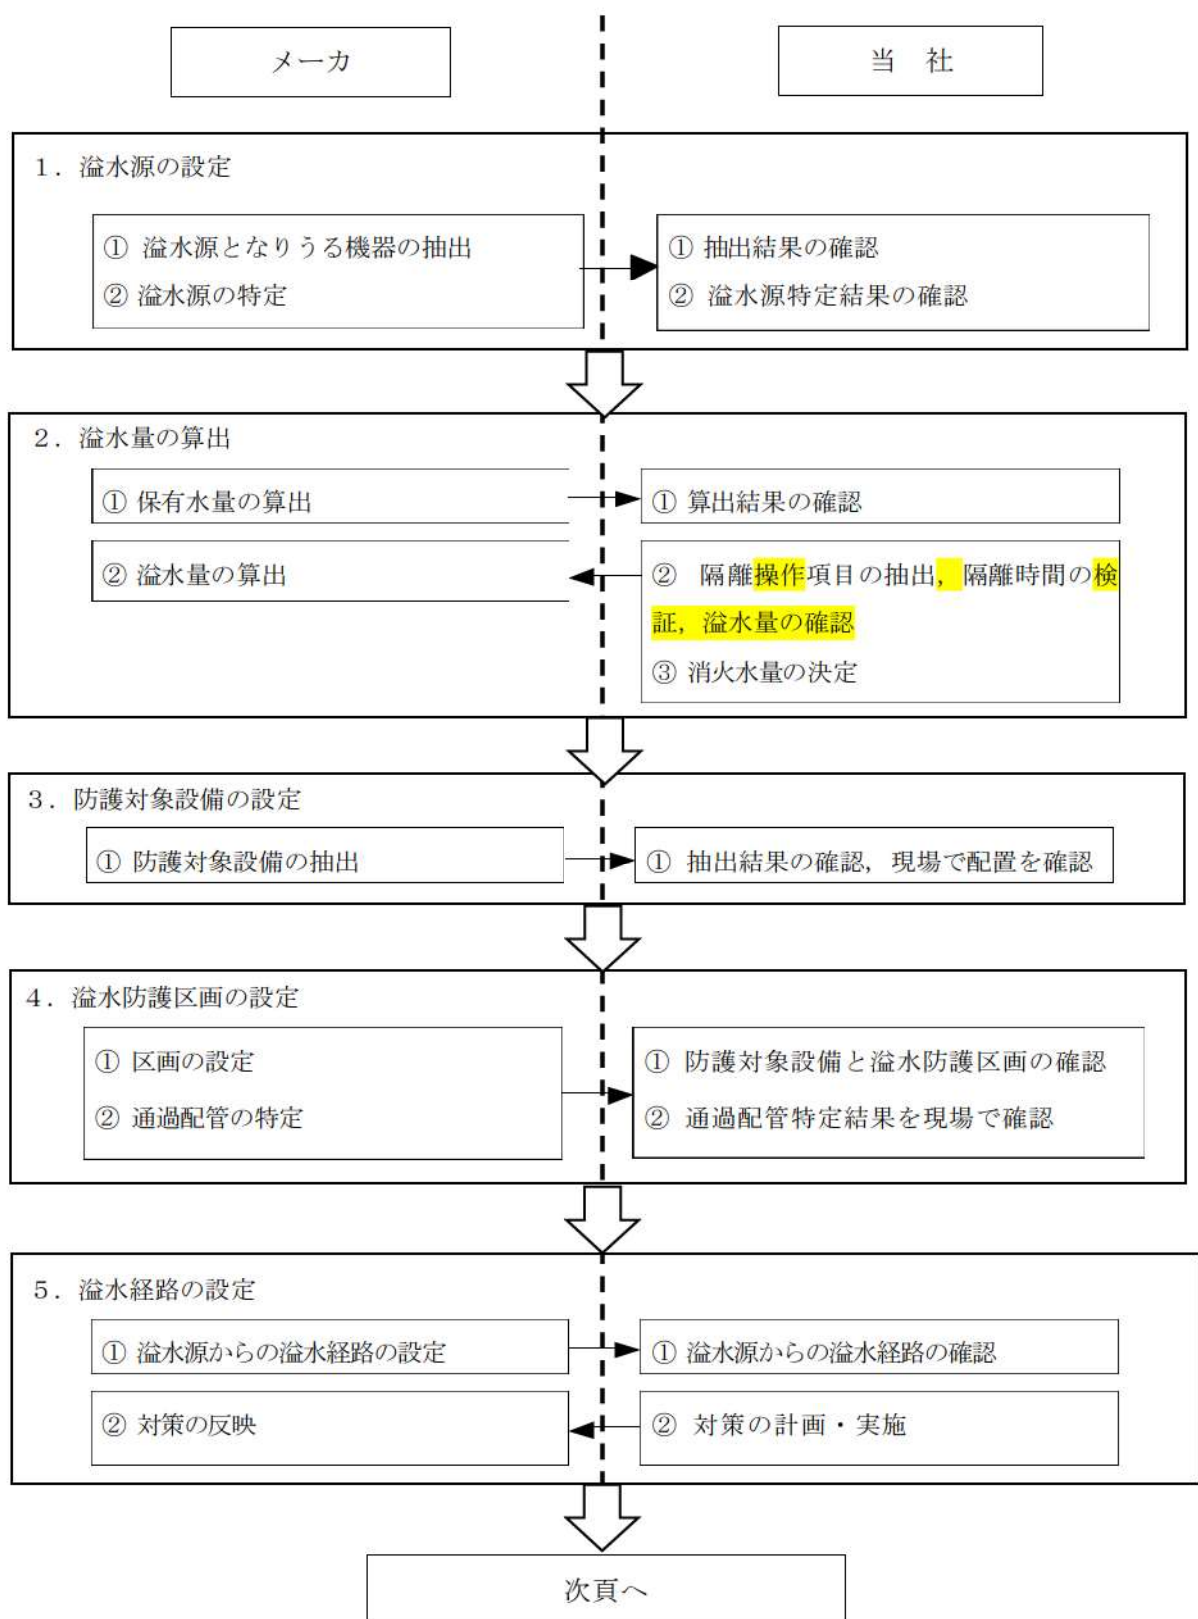 メーカ
当 社
1．溢水源の設定
① 溢水源となりうる機器の抽出
② 溢水源の特定
① 抽出結果の確認
② 溢水源特定結果の確認
2．溢水量の算出
① 保有水量の算出
① 算出結果の確認
② 溢水量の算出
② 隔離操作項目の抽出，隔離時間の検
証，溢水量の確認
③ 消火水量の決定
3．防護対象設備の設定
① 防護対象設備の抽出
① 抽出結果の確認，現場で配置を確認
4．溢水防護区画の設定
① 区画の設定
② 通過配管の特定
① 防護対象設備と溢水防護区画の確認
② 通過配管特定結果を現場で確認
5．溢水経路の設定
① 溢水源からの溢水経路の設定
① 溢水源からの溢水経路の確認
② 対策の反映
② 対策の計画・実施
次頁へ